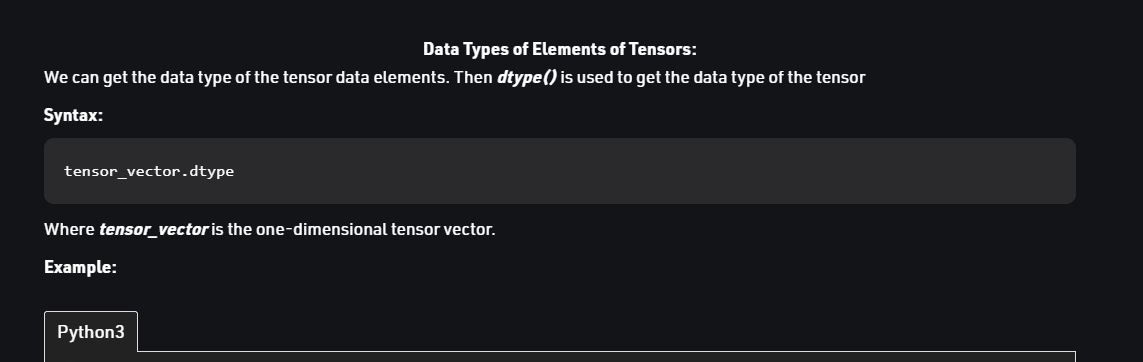 Data Types of Elements of Tensors:
We can get the data type of the tensor data elements. Then dtype() is used to get the data type of the tensor
Syntax:
tensor_vector.dtype
Where tensor_vector is the one-dimensional tensor vector.
Example:
Python3